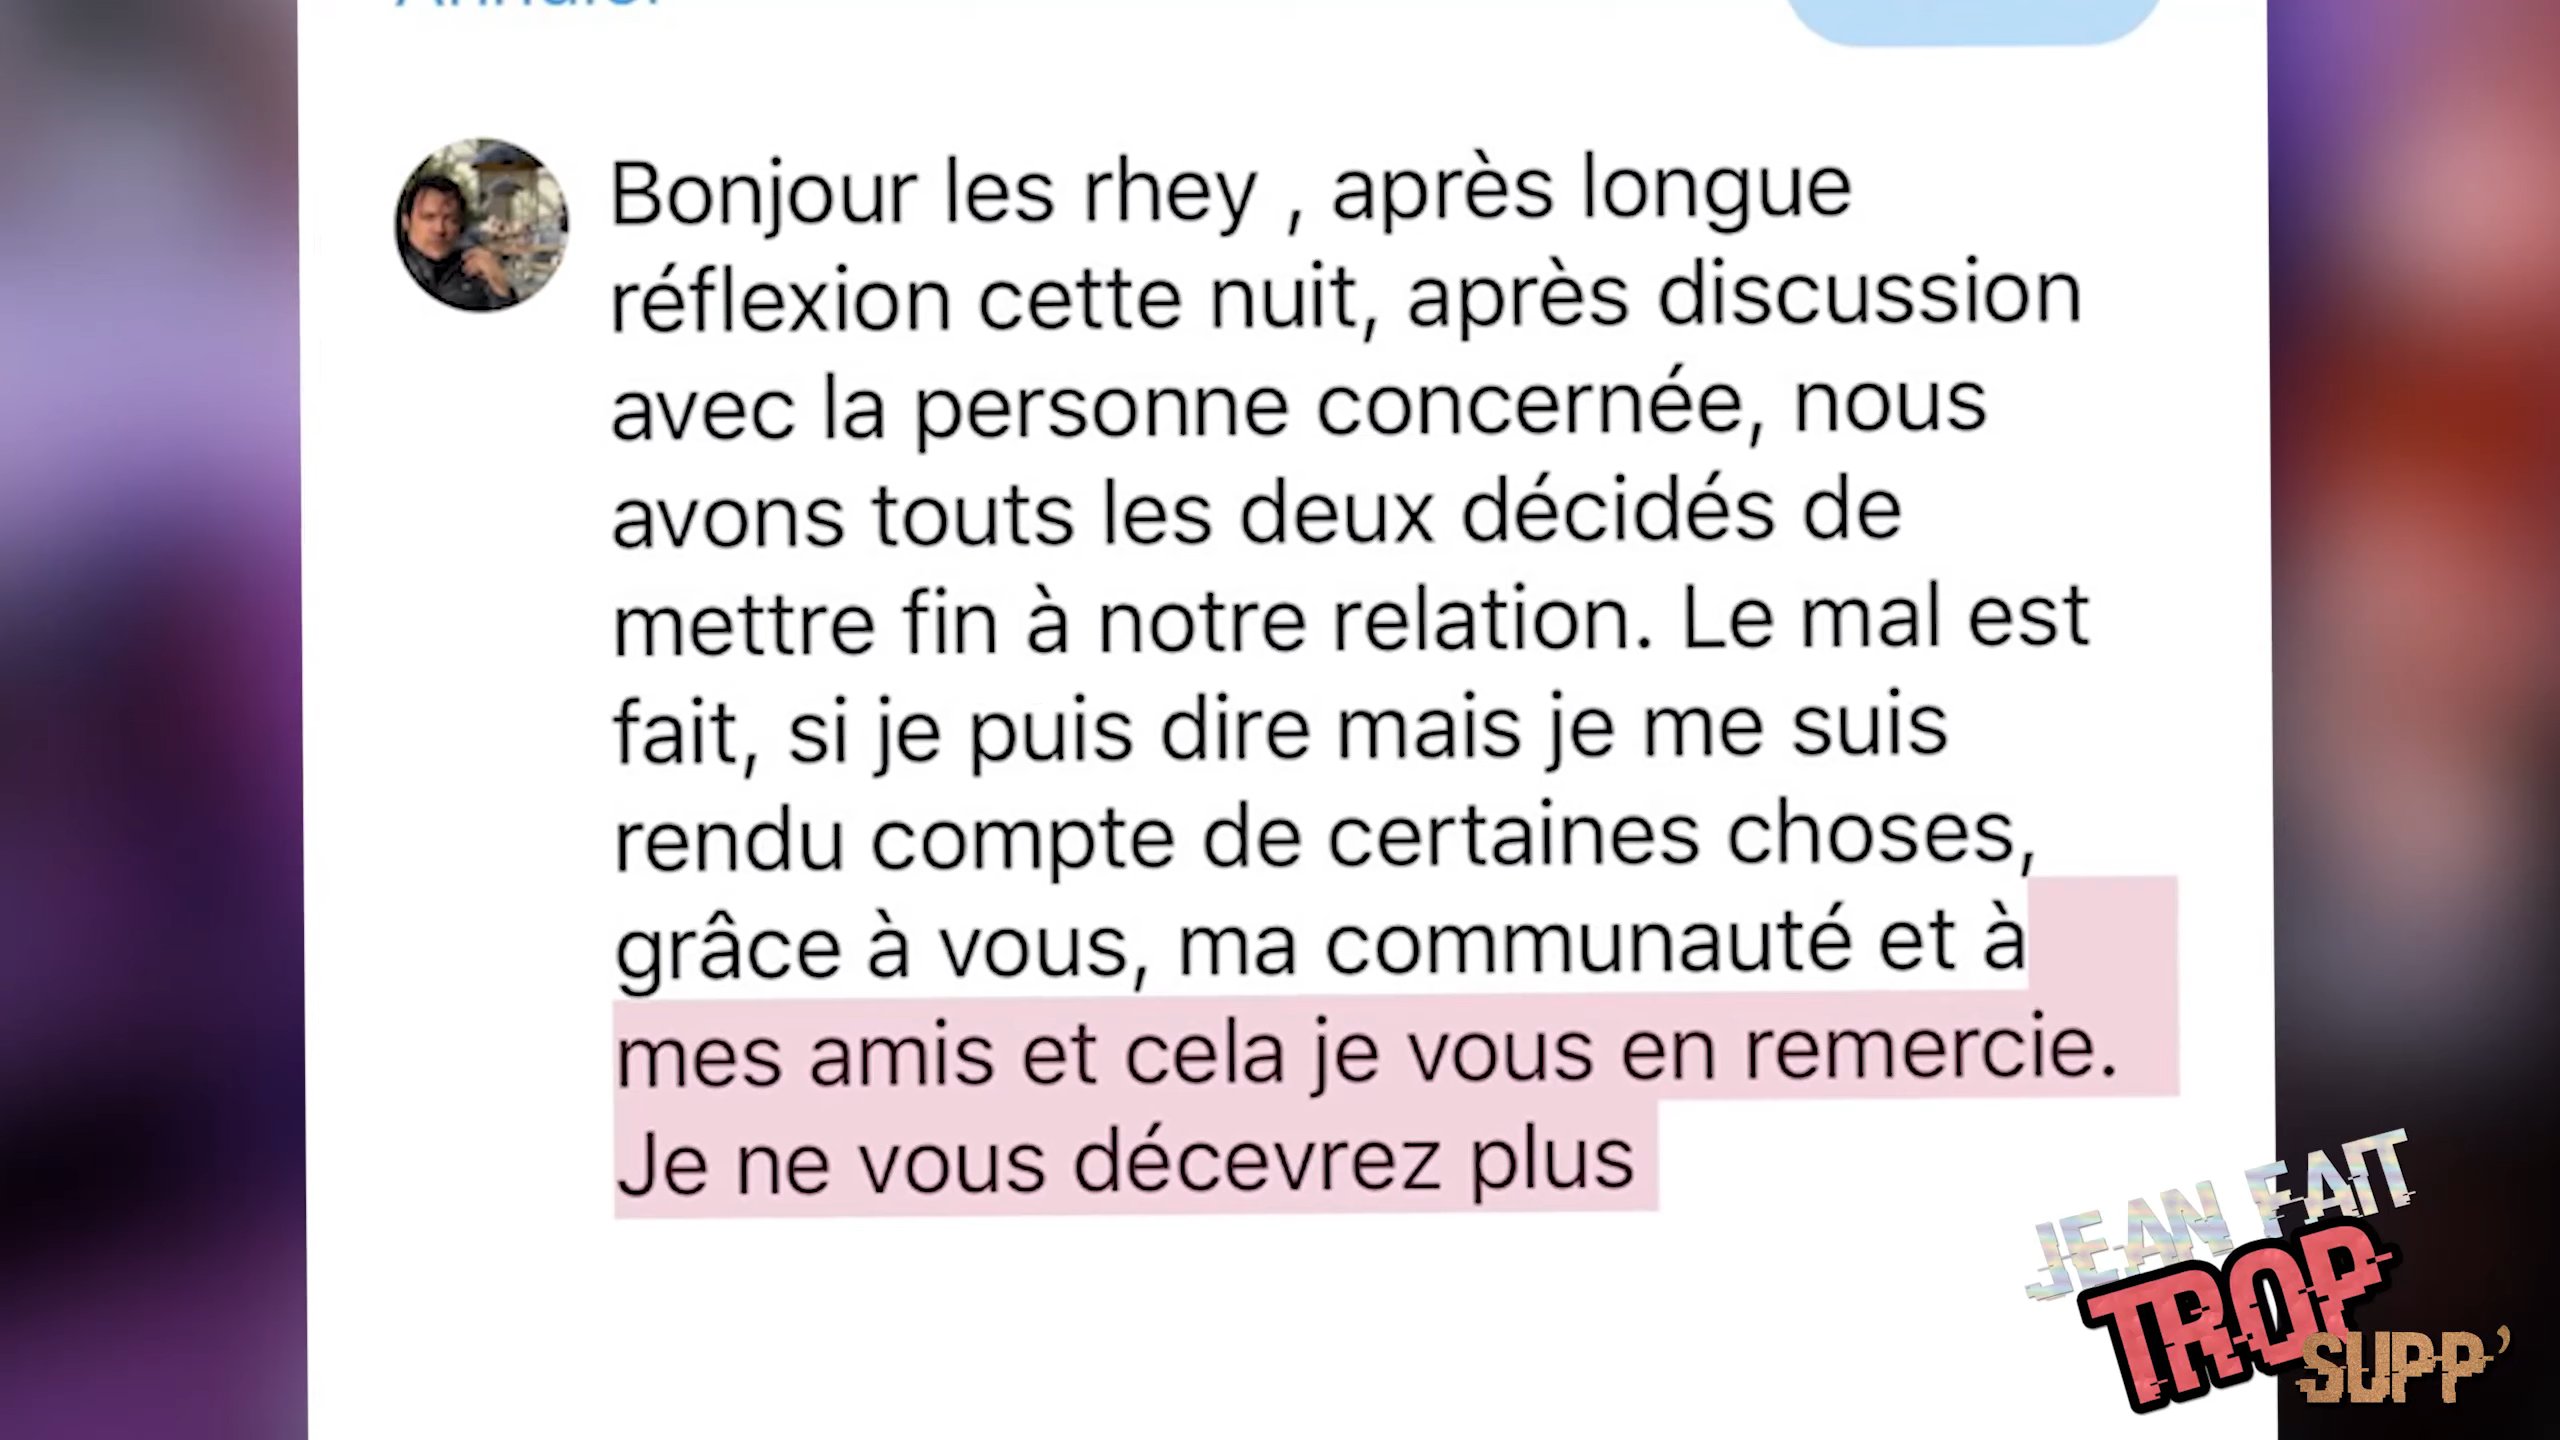 Annuler
Bonjour les rhey , après longue
réflexion cette nuit, après discussion
avec la personne concernée, nous
avons touts les deux décidés de
mettre fin à notre relation. Le mal est
fait, si je puis dire mais je me suis
rendu compte de certaines choses,
grâce à vous, ma communauté et à
mes amis et cela je vous en remercie.
Je ne vous décevrez plus
JEAN FAIT
TROP
SUPP'